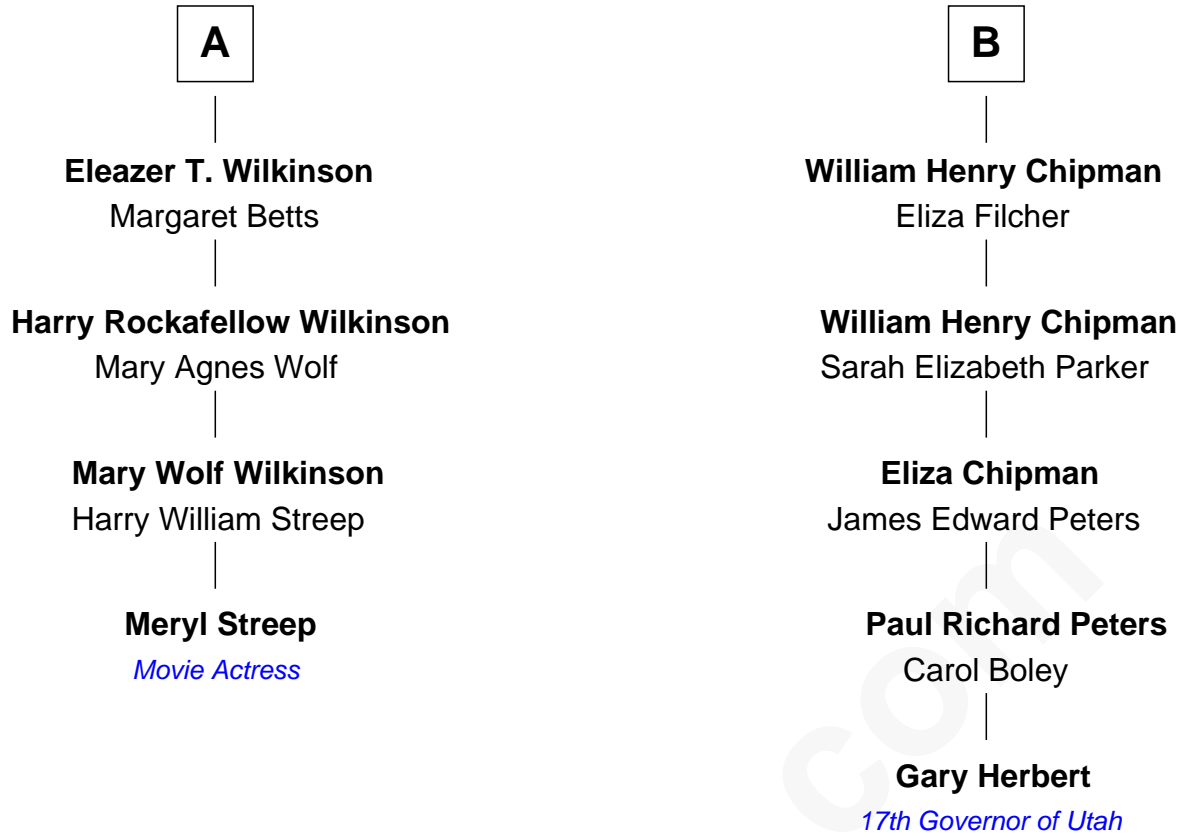 A
Eleazer T. Wilkinson
Margaret Betts
Harry Rockafellow Wilkinson
Mary Agnes Wolf
Mary Wolf Wilkinson
Harry William Streep
Meryl Streep
Movie Actress
B
William Henry Chipman
Eliza Filcher
William Henry Chipman
Sarah Elizabeth Parker
Eliza Chipman
James Edward Peters
Paul Richard Peters
Carol Boley
Gary Herbert
17th Governor of Utah
com